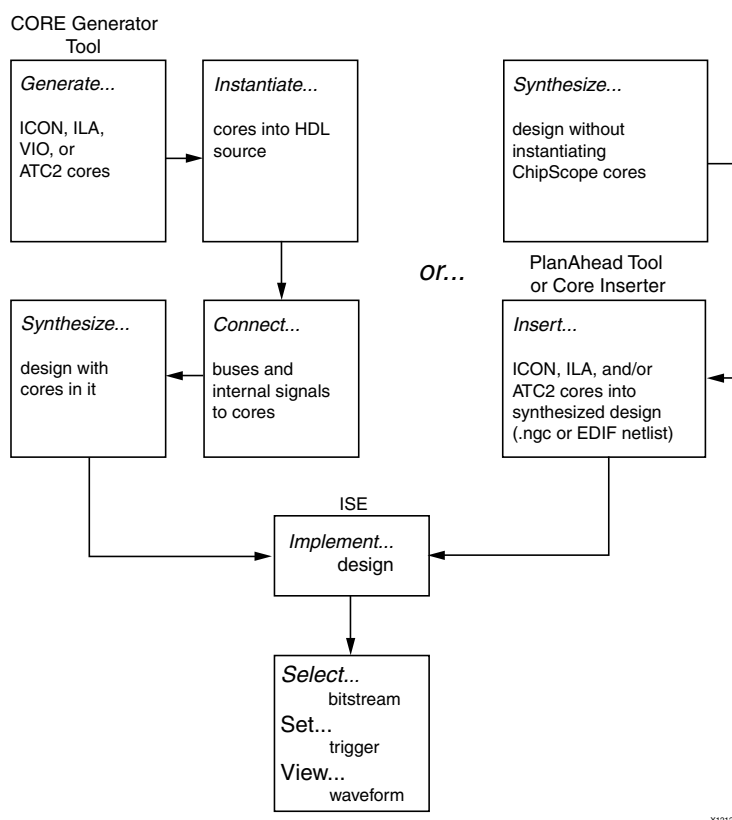 CORE Generator
Tool
Generate...
ICON, ILA,
VIO, or
ATC2 cores
Instantiate...
cores into HDL
source
Synthesize...
design without
instantiating
ChipScope cores
or...
PlanAhead Tool
or Core Inserter
Synthesize...
design with
cores in it
Connect...
buses and
internal signals
to cores
Insert...
ICON, ILA, and/or
ATC2 cores into
synthesized design
(.ngc or EDIF netlist)
ISE
Implement...
design
Select...
bitstream
Set...
trigger
View...
waveform